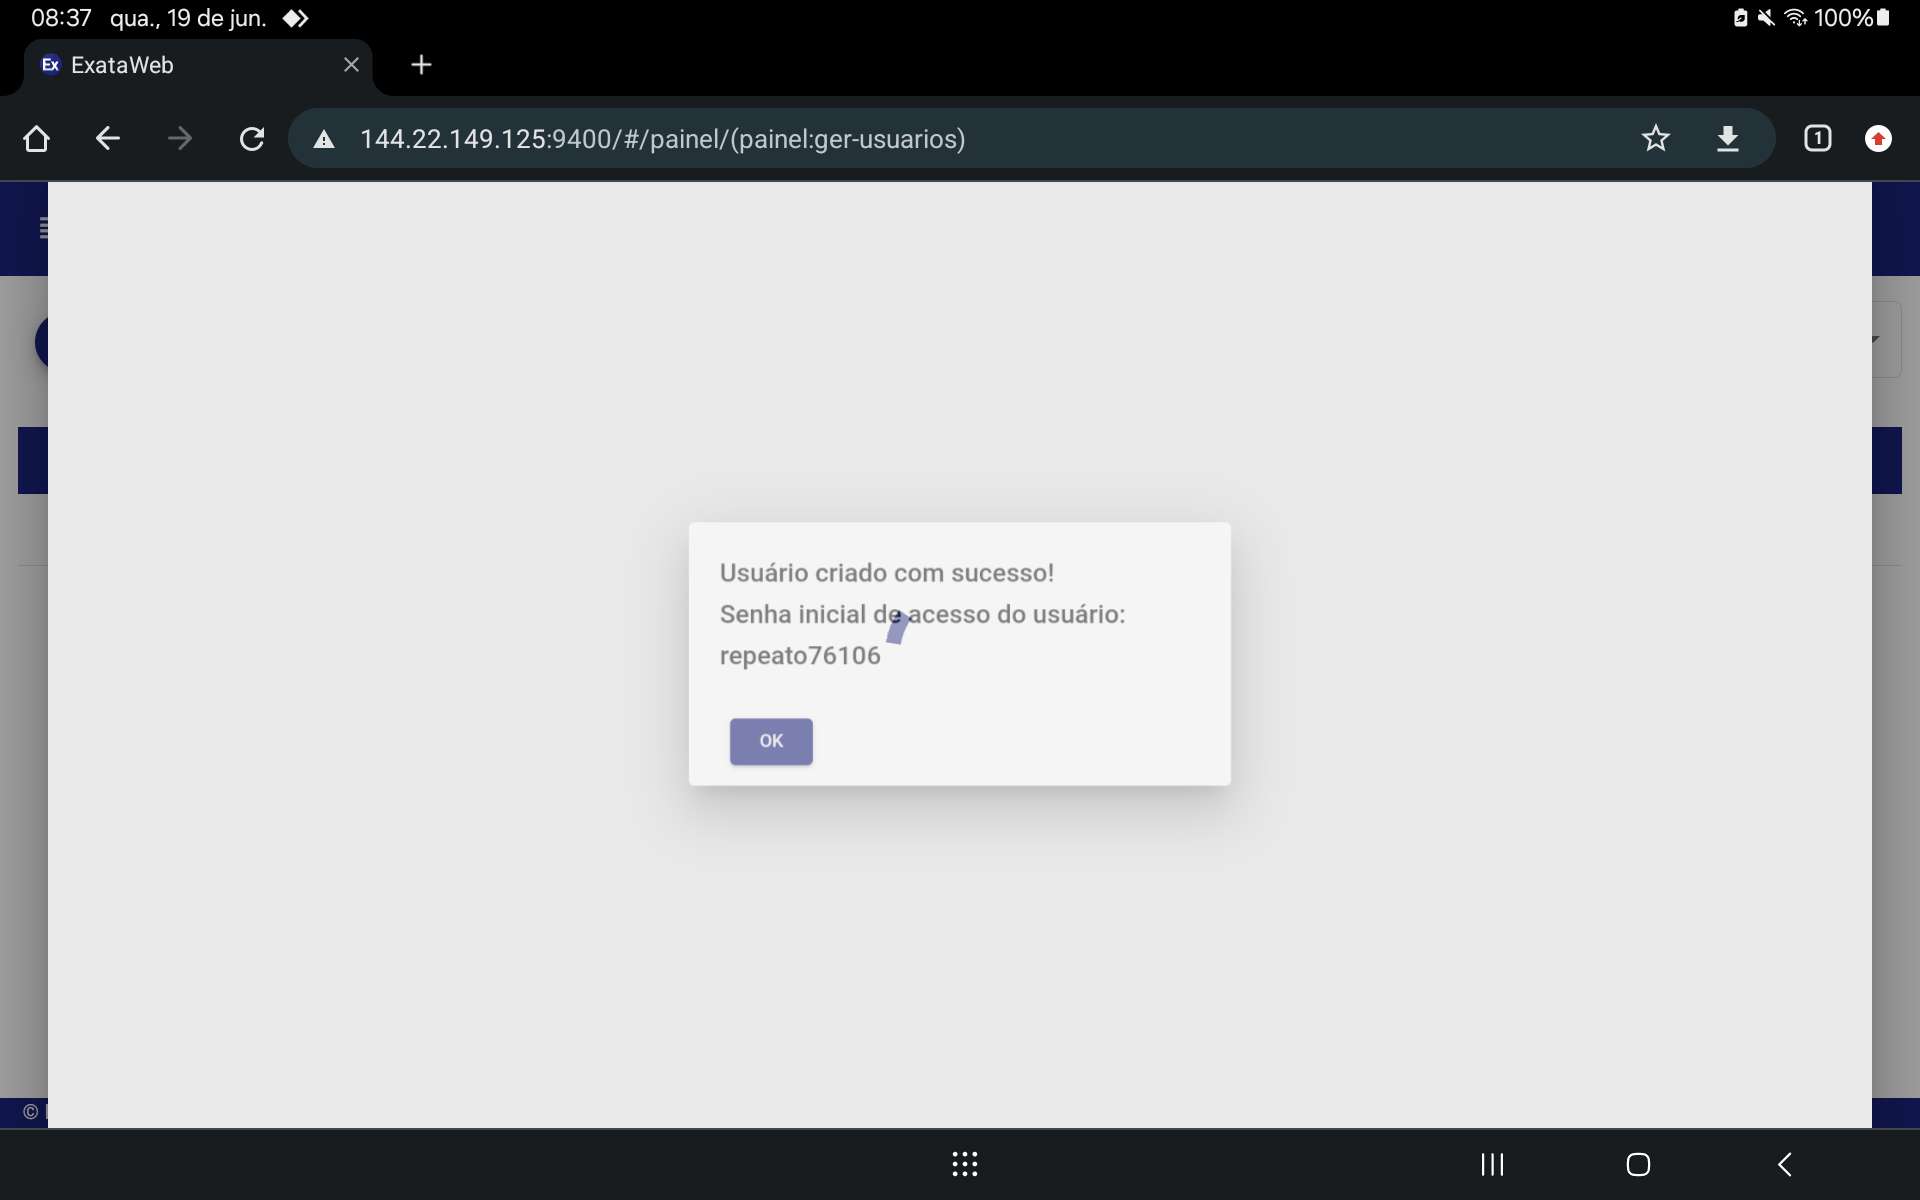 08:37 qua., 19 de jun. 100%
Ex ExataWeb
144.22.149.125:9400/#/painel/(painel:ger-usuarios) 1
Usuário criado com sucesso!
Senha inicial de acesso do usuário:
repeato76106
OK
©